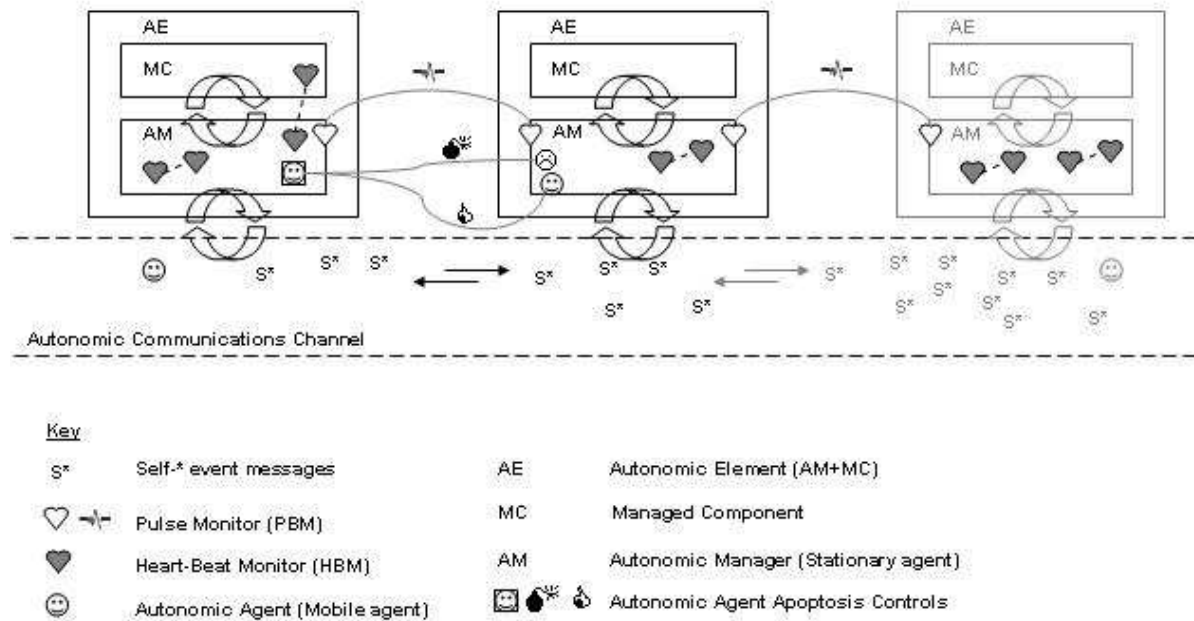 AE AE AE
MC MC MC
AM AM AM
S* S* S* S* S* S* S* S* S* S* S* S* S* S* S* S* S* S* S*
Autonomic Communications Channel
Key
S* Self-* event messages AE Autonomic Element (AM+MC)
Pulse Monitor (PBM) MC Managed Component
Heart-Beat Monitor (HBM) AM Autonomic Manager (Stationary agent)
Autonomic Agent (Mobile agent) Autonomic Agent Apoptosis Controls